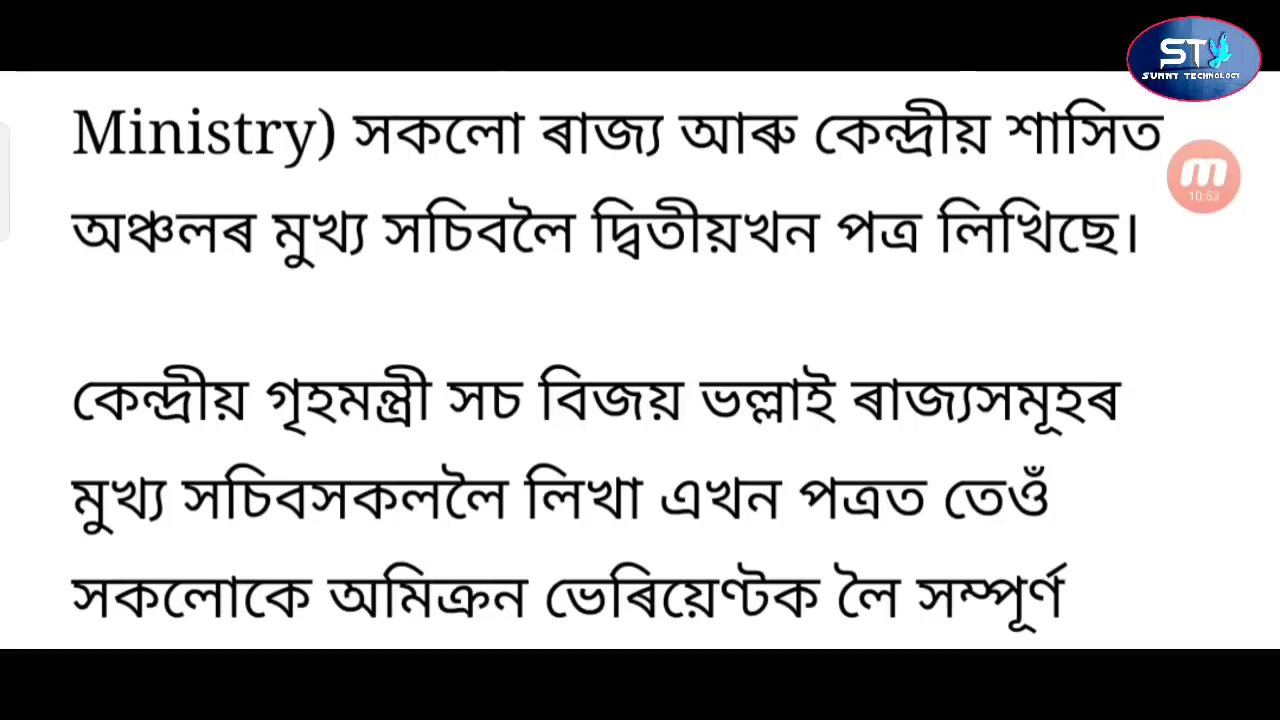 STy
SUNNY TECHNOLOGY
Ministry) সকলো ৰাজ্য আৰু কেন্দ্ৰীয় শাসিত
m
10:53
অঞ্চলৰ মুখ্য সচিবলৈ দ্বিতীয়খন পত্ৰ লিখিছে।
কেন্দ্ৰীয় গৃহমন্ত্ৰী সচ বিজয় ভল্লাই ৰাজ্যসমূহৰ
মুখ্য সচিবসকললৈ লিখা এখন পত্ৰত তেওঁ
সকলোকে অমিক্ৰন ভেৰিয়েণ্টক লৈ সম্পূৰ্ণ